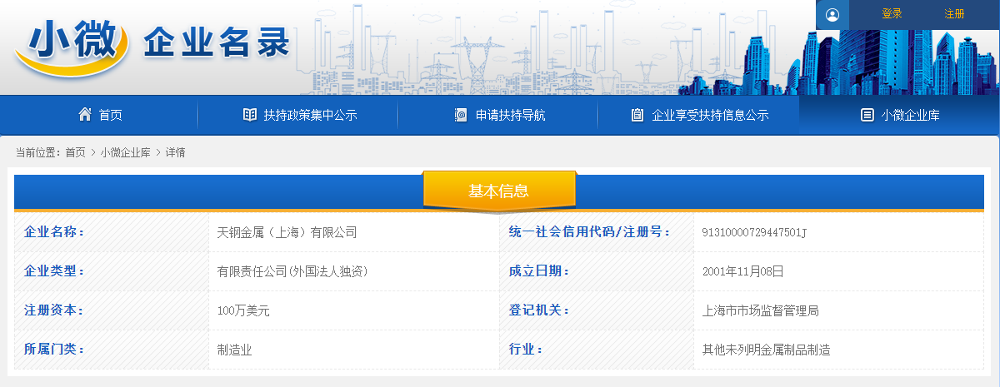 登录 注册
小微 企业名录
首页 扶持政策集中公示 申请扶持导航 企业享受扶持信息公示 小微企业库
当前位置：首页 > 小微企业库 > 详情
基本信息
企业名称： 天钢金属（上海）有限公司 统一社会信用代码/注册号： 91310000729447501J
企业类型： 有限责任公司(外国法人独资) 成立日期： 2001年11月08日
注册资本： 100万美元 登记机关： 上海市市场监督管理局
所属门类： 制造业 行业： 其他未列明金属制品制造